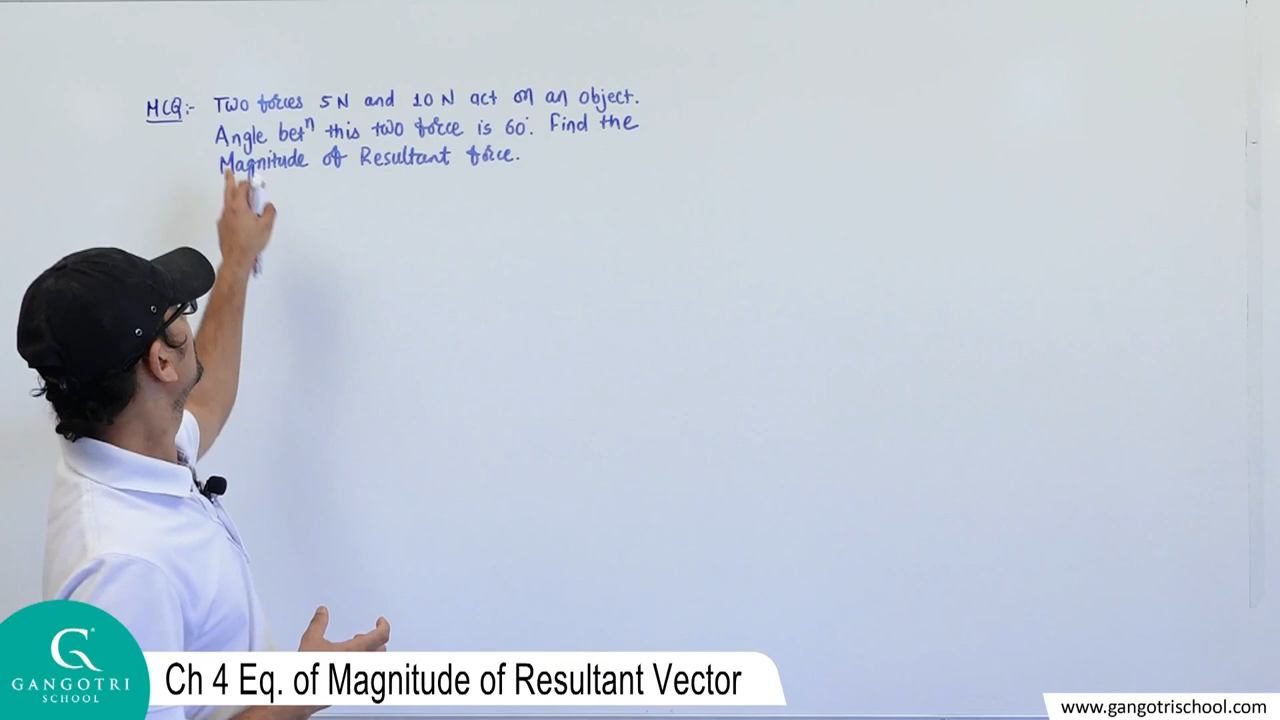 MCQ:- Two forces 5 N and 10 N act on an object.
Angle betⁿ this two force is 60°. Find the
Magnitude of Resultant force.
G
GANGOTRI
SCHOOL
Ch 4 Eq. of Magnitude of Resultant Vector
www.gangotrischool.com